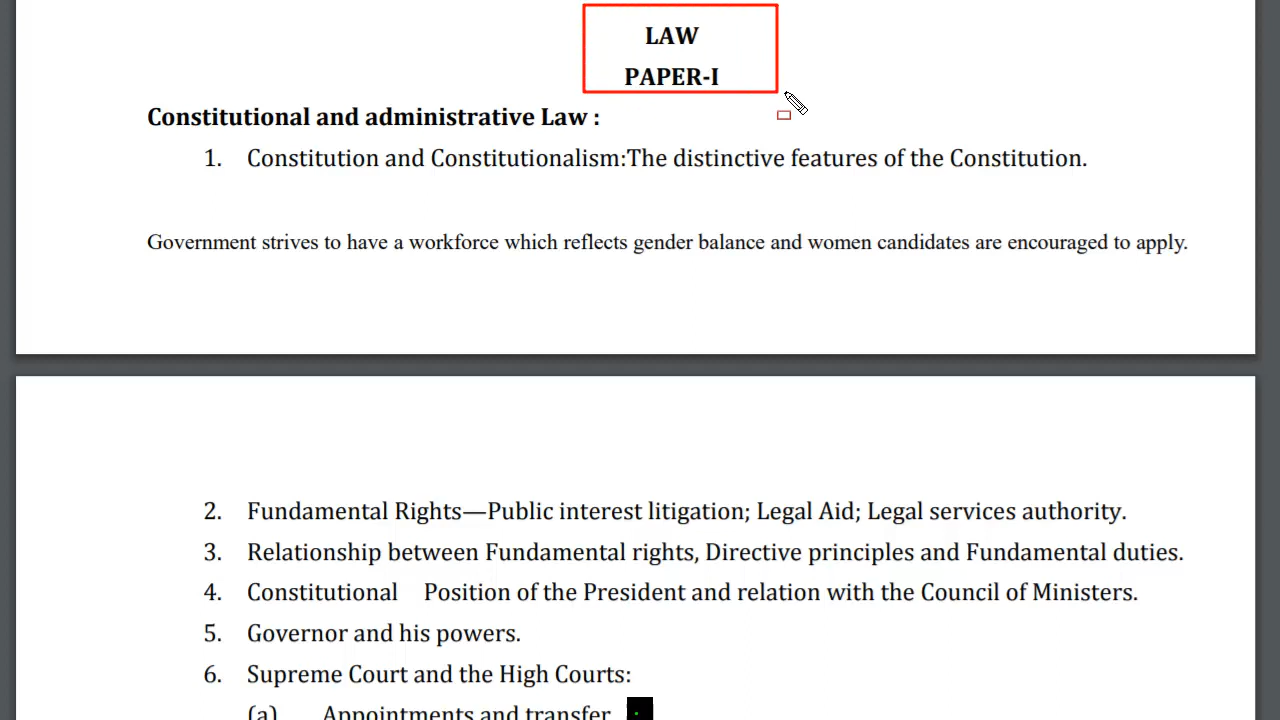 LAW
PAPER-I
Constitutional and administrative Law :
1. Constitution and Constitutionalism:The distinctive features of the Constitution.
Government strives to have a workforce which reflects gender balance and women candidates are encouraged to apply.
2. Fundamental Rights—Public interest litigation; Legal Aid; Legal services authority.
3. Relationship between Fundamental rights, Directive principles and Fundamental duties.
4. Constitutional Position of the President and relation with the Council of Ministers.
5. Governor and his powers.
6. Supreme Court and the High Courts:
(a) Appointments and transfer